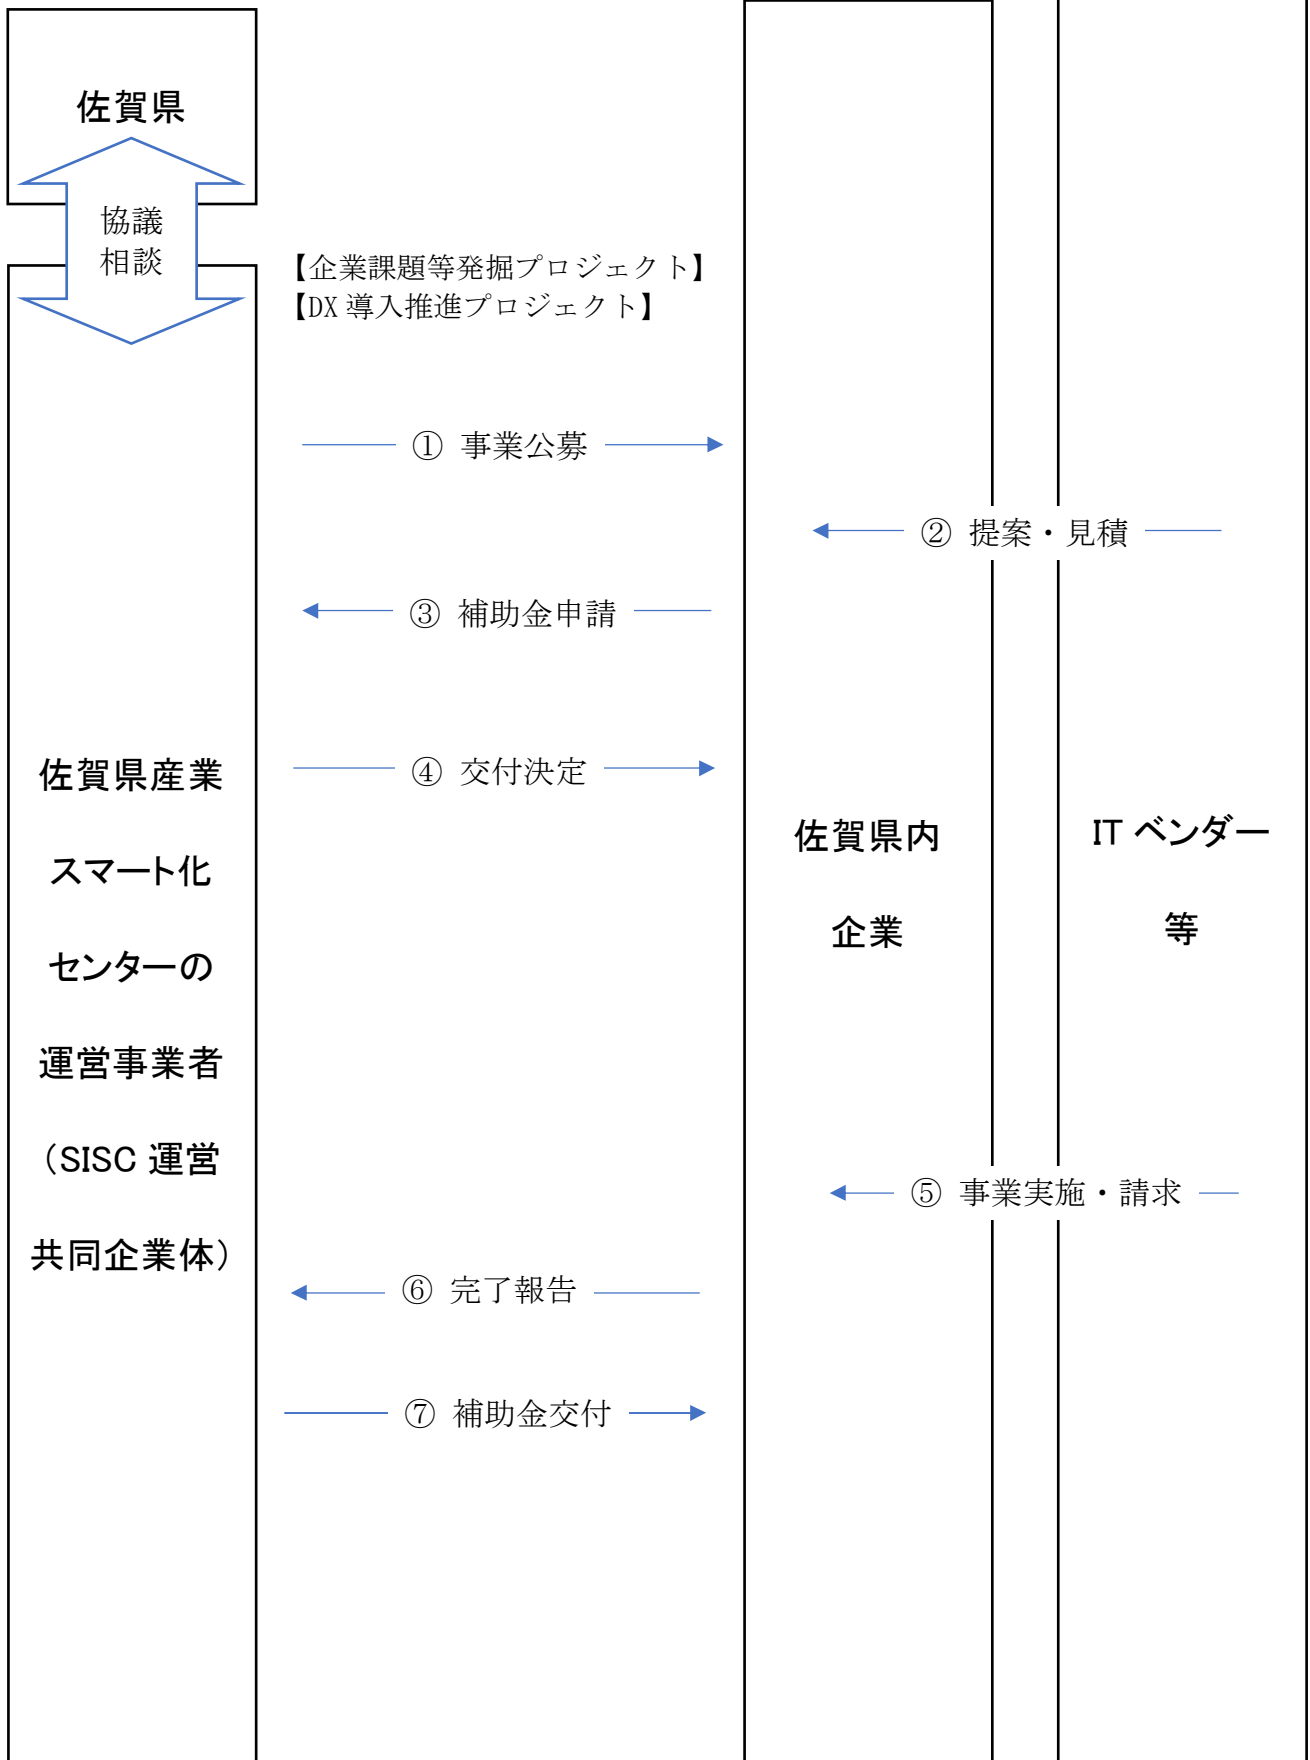 佐賀県
協議
相談
【企業課題等発掘プロジェクト】
【DX 導入推進プロジェクト】
① 事業公募
② 提案・見積
③ 補助金申請
④ 交付決定
佐賀県産業
スマート化
センターの
運営事業者
（SISC 運営
共同企業体）
佐賀県内
企業
IT ベンダー
等
⑤ 事業実施・請求
⑥ 完了報告
⑦ 補助金交付